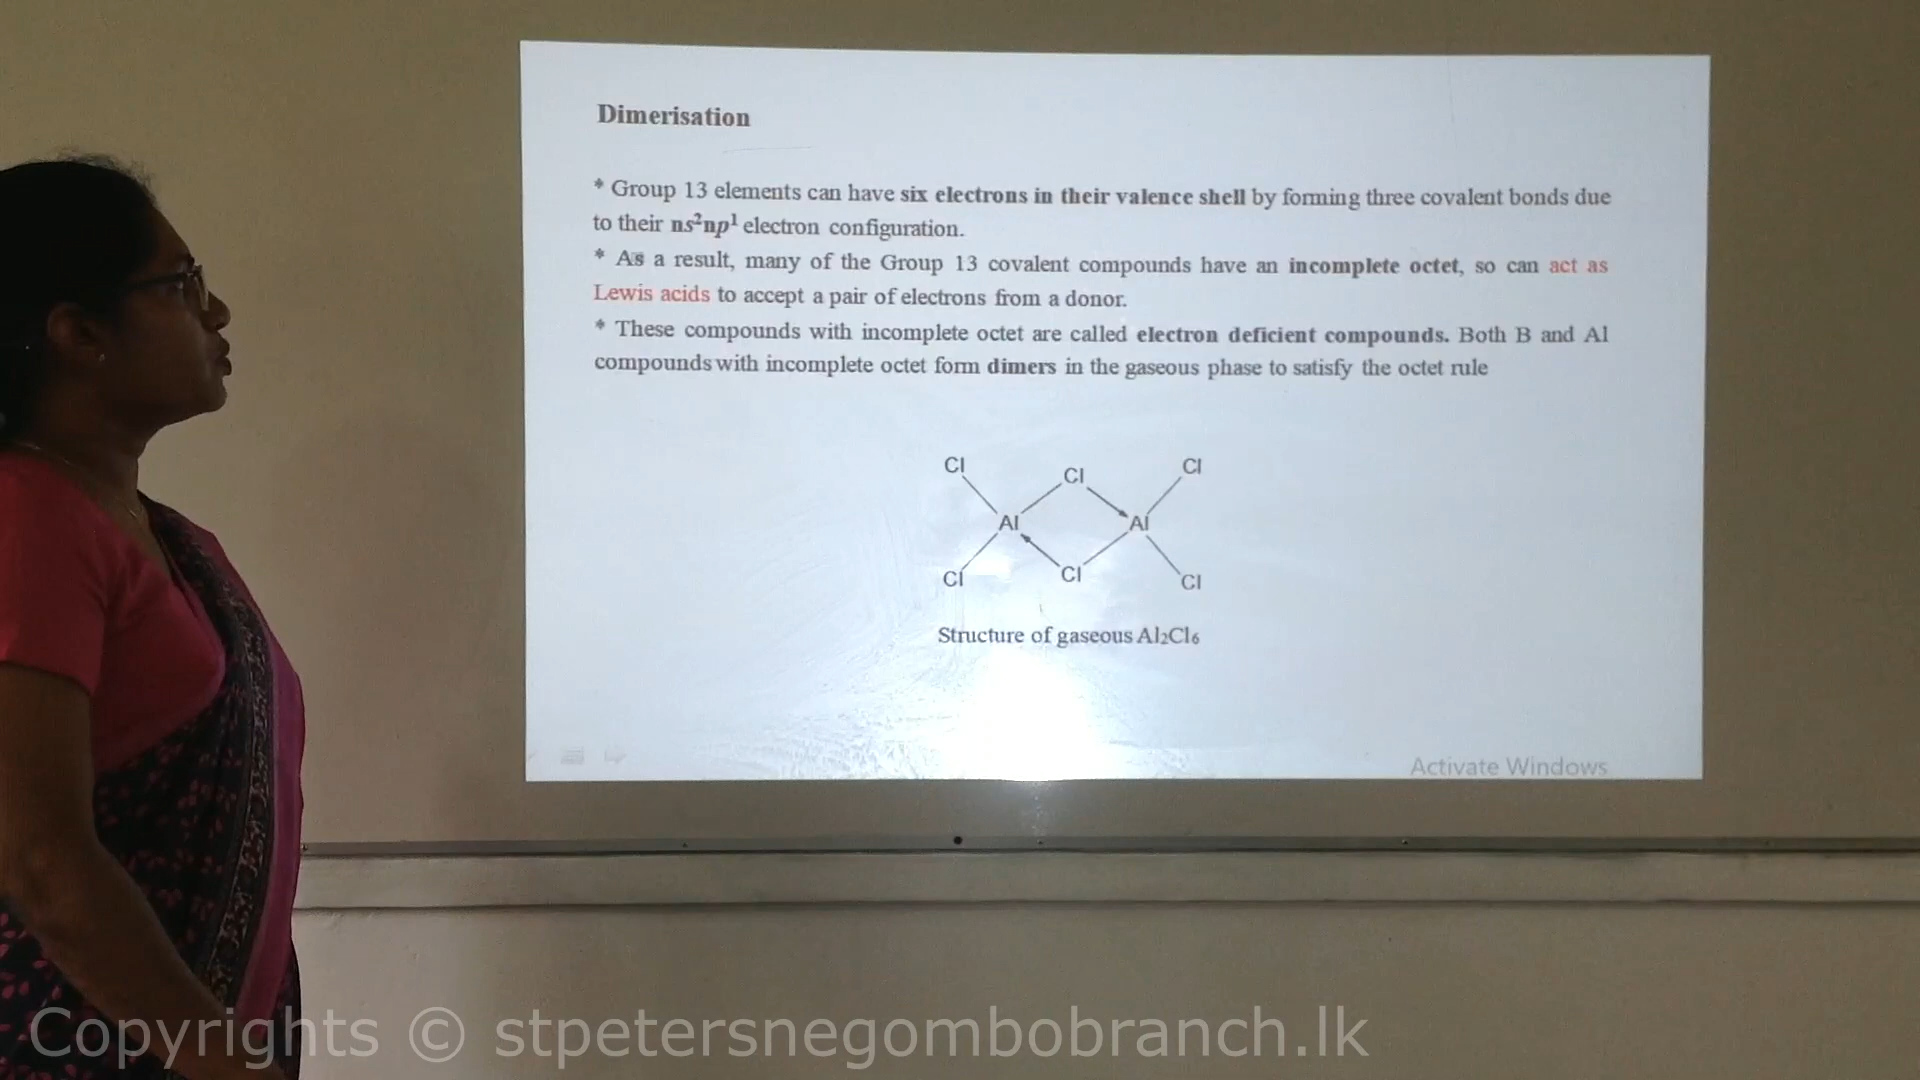 Dimerisation
* Group 13 elements can have six electrons in their valence shell by forming three covalent bonds due
to their ns²np¹ electron configuration.
* As a result, many of the Group 13 covalent compounds have an incomplete octet, so can act as
Lewis acids to accept a pair of electrons from a donor.
* These compounds with incomplete octet are called electron deficient compounds. Both B and Al
compounds with incomplete octet form dimers in the gaseous phase to satisfy the octet rule
Cl Cl Cl
Al Al
Cl Cl Cl
Structure of gaseous Al₂Cl₆
Activate Windows
Copyrights © stpetersnegombobranch.lk